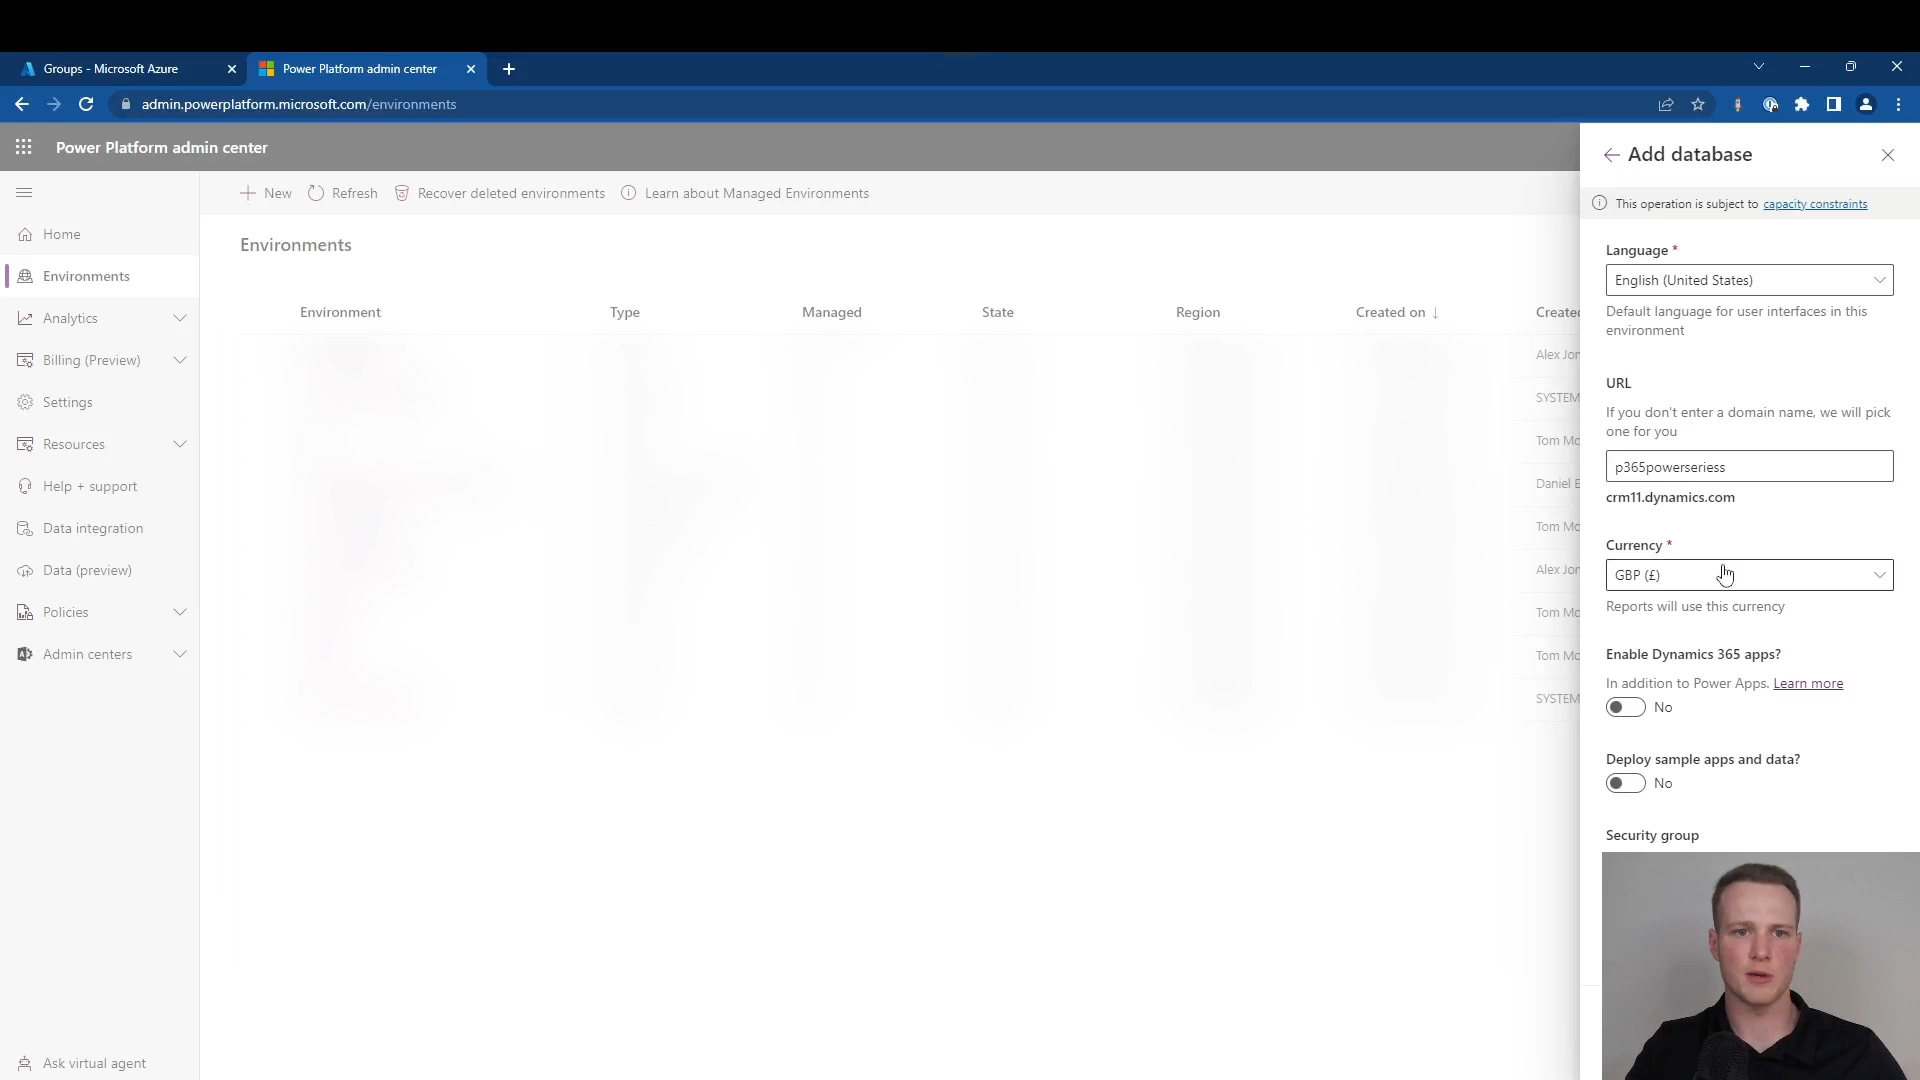 Groups - Microsoft Azure
Power Platform admin center
admin.powerplatform.microsoft.com/environments
Power Platform admin center
Home
Environments
Analytics
Billing (Preview)
Settings
Resources
Help + support
Data integration
Data (preview)
Policies
Admin centers
Ask virtual agent
New Refresh Recover deleted environments Learn about Managed Environments
Environments
Environment Type Managed State Region Created on ↓ Created
Alex Jon
SYSTEM
Tom Mc
Daniel E
Tom Mc
Alex Jon
Tom Mc
Tom Mc
SYSTEM
Add database
This operation is subject to capacity constraints
Language *
English (United States)
Default language for user interfaces in this
environment
URL
If you don't enter a domain name, we will pick
one for you
p365powerseriess
crm11.dynamics.com
Currency *
GBP (£)
Reports will use this currency
Enable Dynamics 365 apps?
In addition to Power Apps. Learn more
No
Deploy sample apps and data?
No
Security group